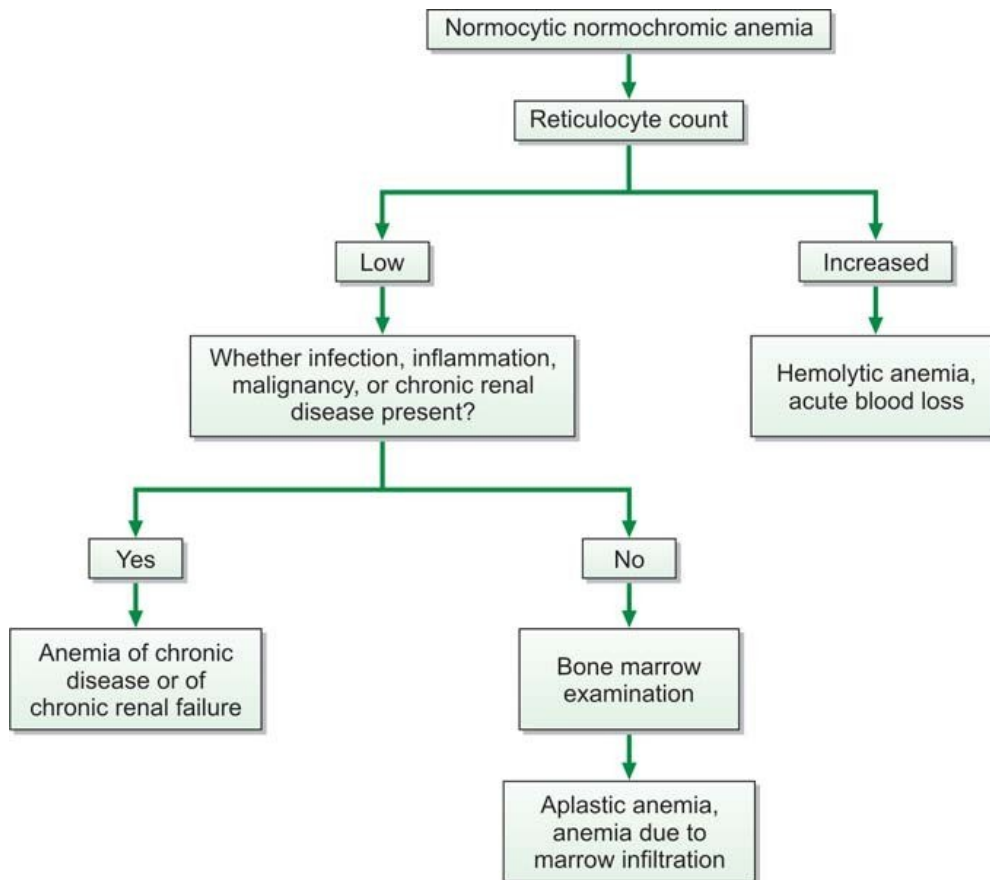 Normocytic normochromic anemia
Reticulocyte count
Low
Increased
Whether infection, inflammation,
malignancy, or chronic renal
disease present?
Hemolytic anemia,
acute blood loss
Yes
No
Anemia of chronic
disease or of
chronic renal failure
Bone marrow
examination
Aplastic anemia,
anemia due to
marrow infiltration